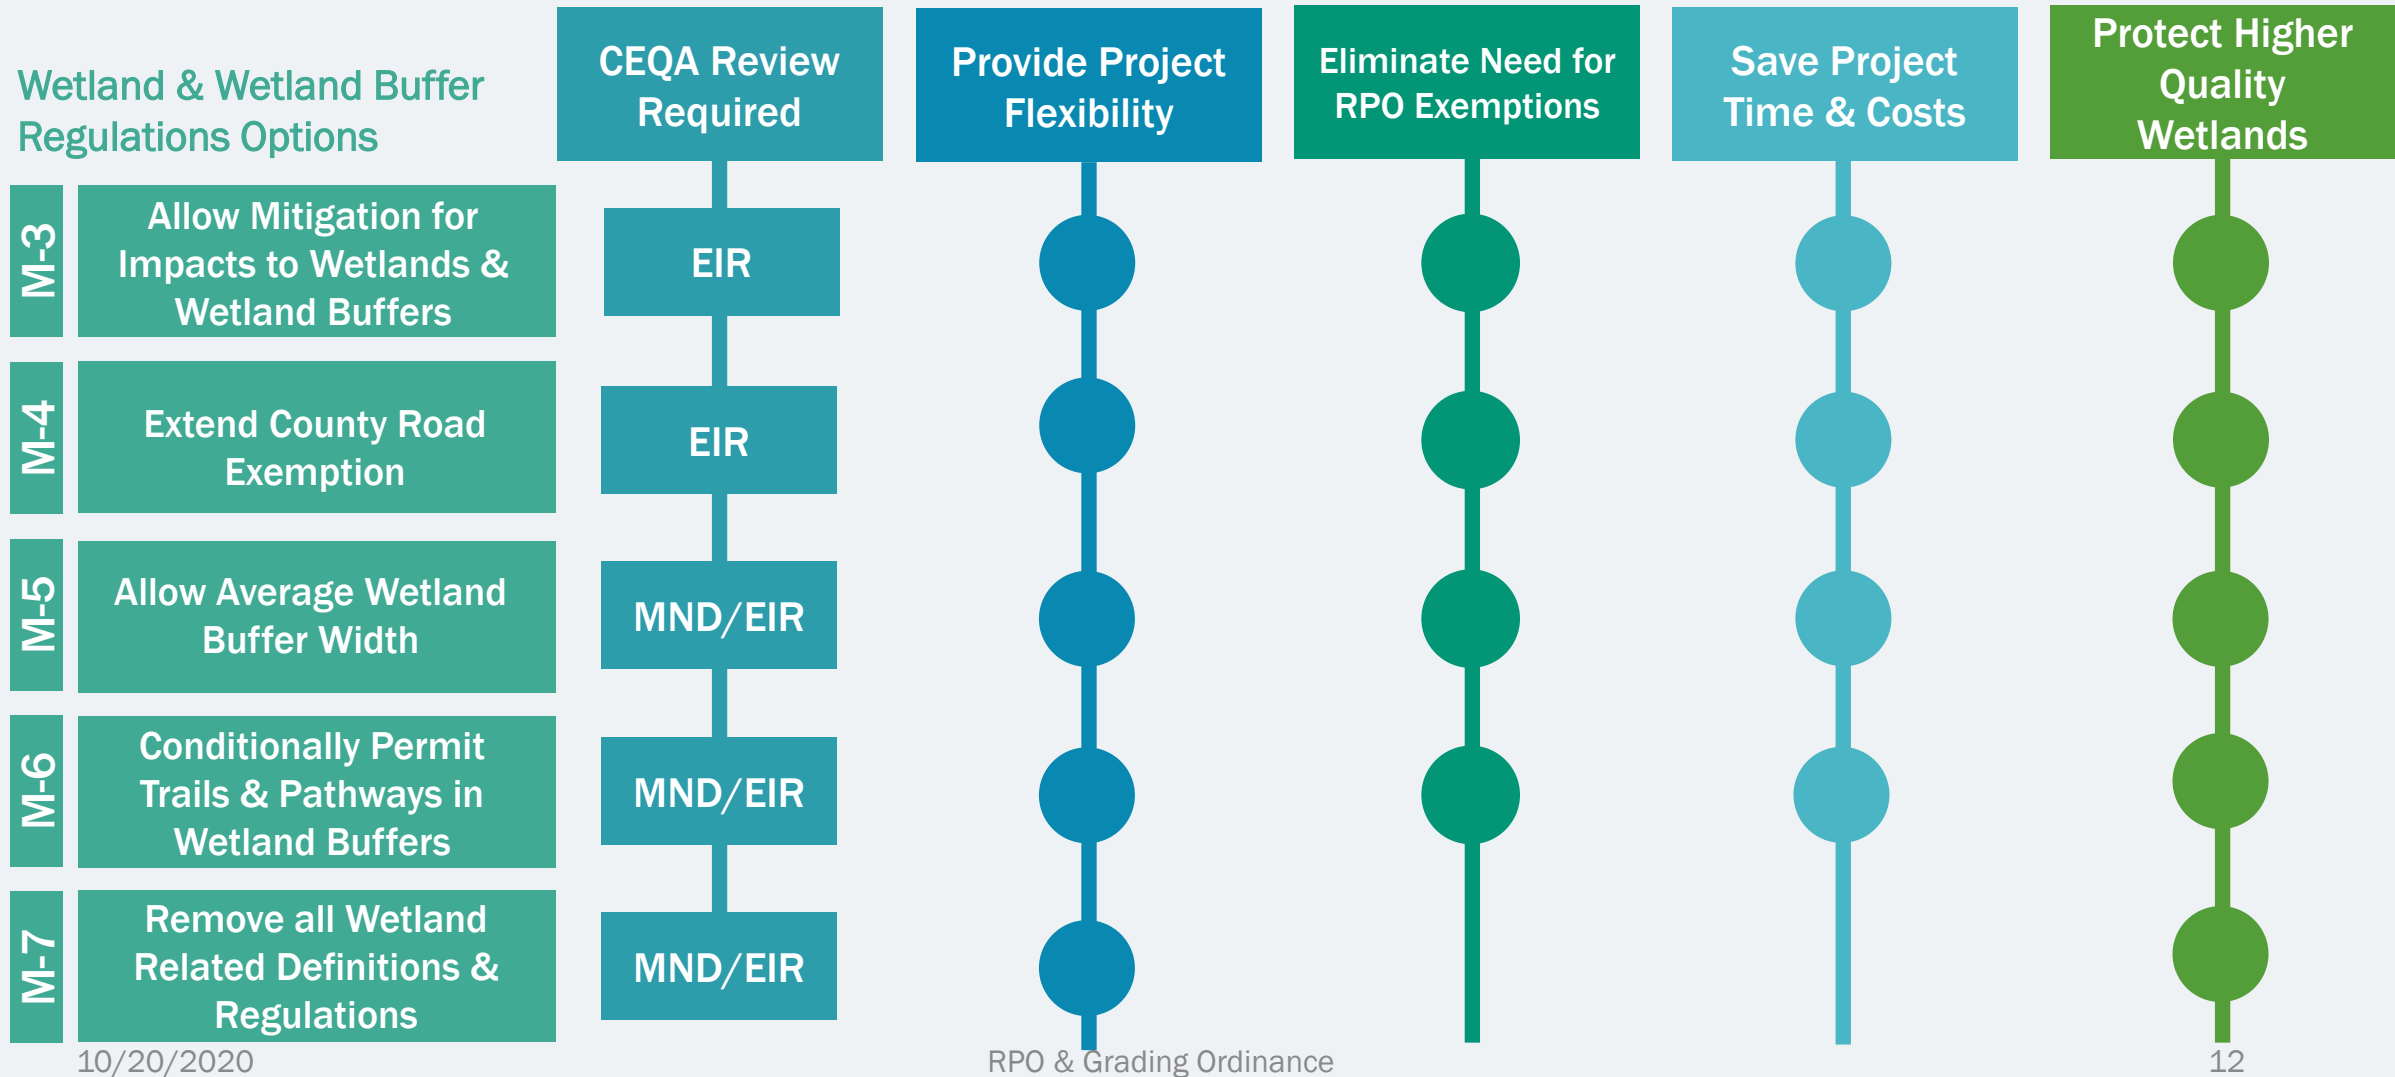 Wetland & Wetland Buffer
Regulations Options
CEQA Review
Required
Provide Project
Flexibility
Eliminate Need for
RPO Exemptions
Save Project
Time & Costs
Protect Higher
Quality
Wetlands
M-3
Allow Mitigation for
Impacts to Wetlands &
Wetland Buffers
EIR
M-4
Extend County Road
Exemption
EIR
M-5
Allow Average Wetland
Buffer Width
MND/EIR
M-6
Conditionally Permit
Trails & Pathways in
Wetland Buffers
MND/EIR
M-7
Remove all Wetland
Related Definitions &
Regulations
MND/EIR
10/20/2020
RPO & Grading Ordinance
12